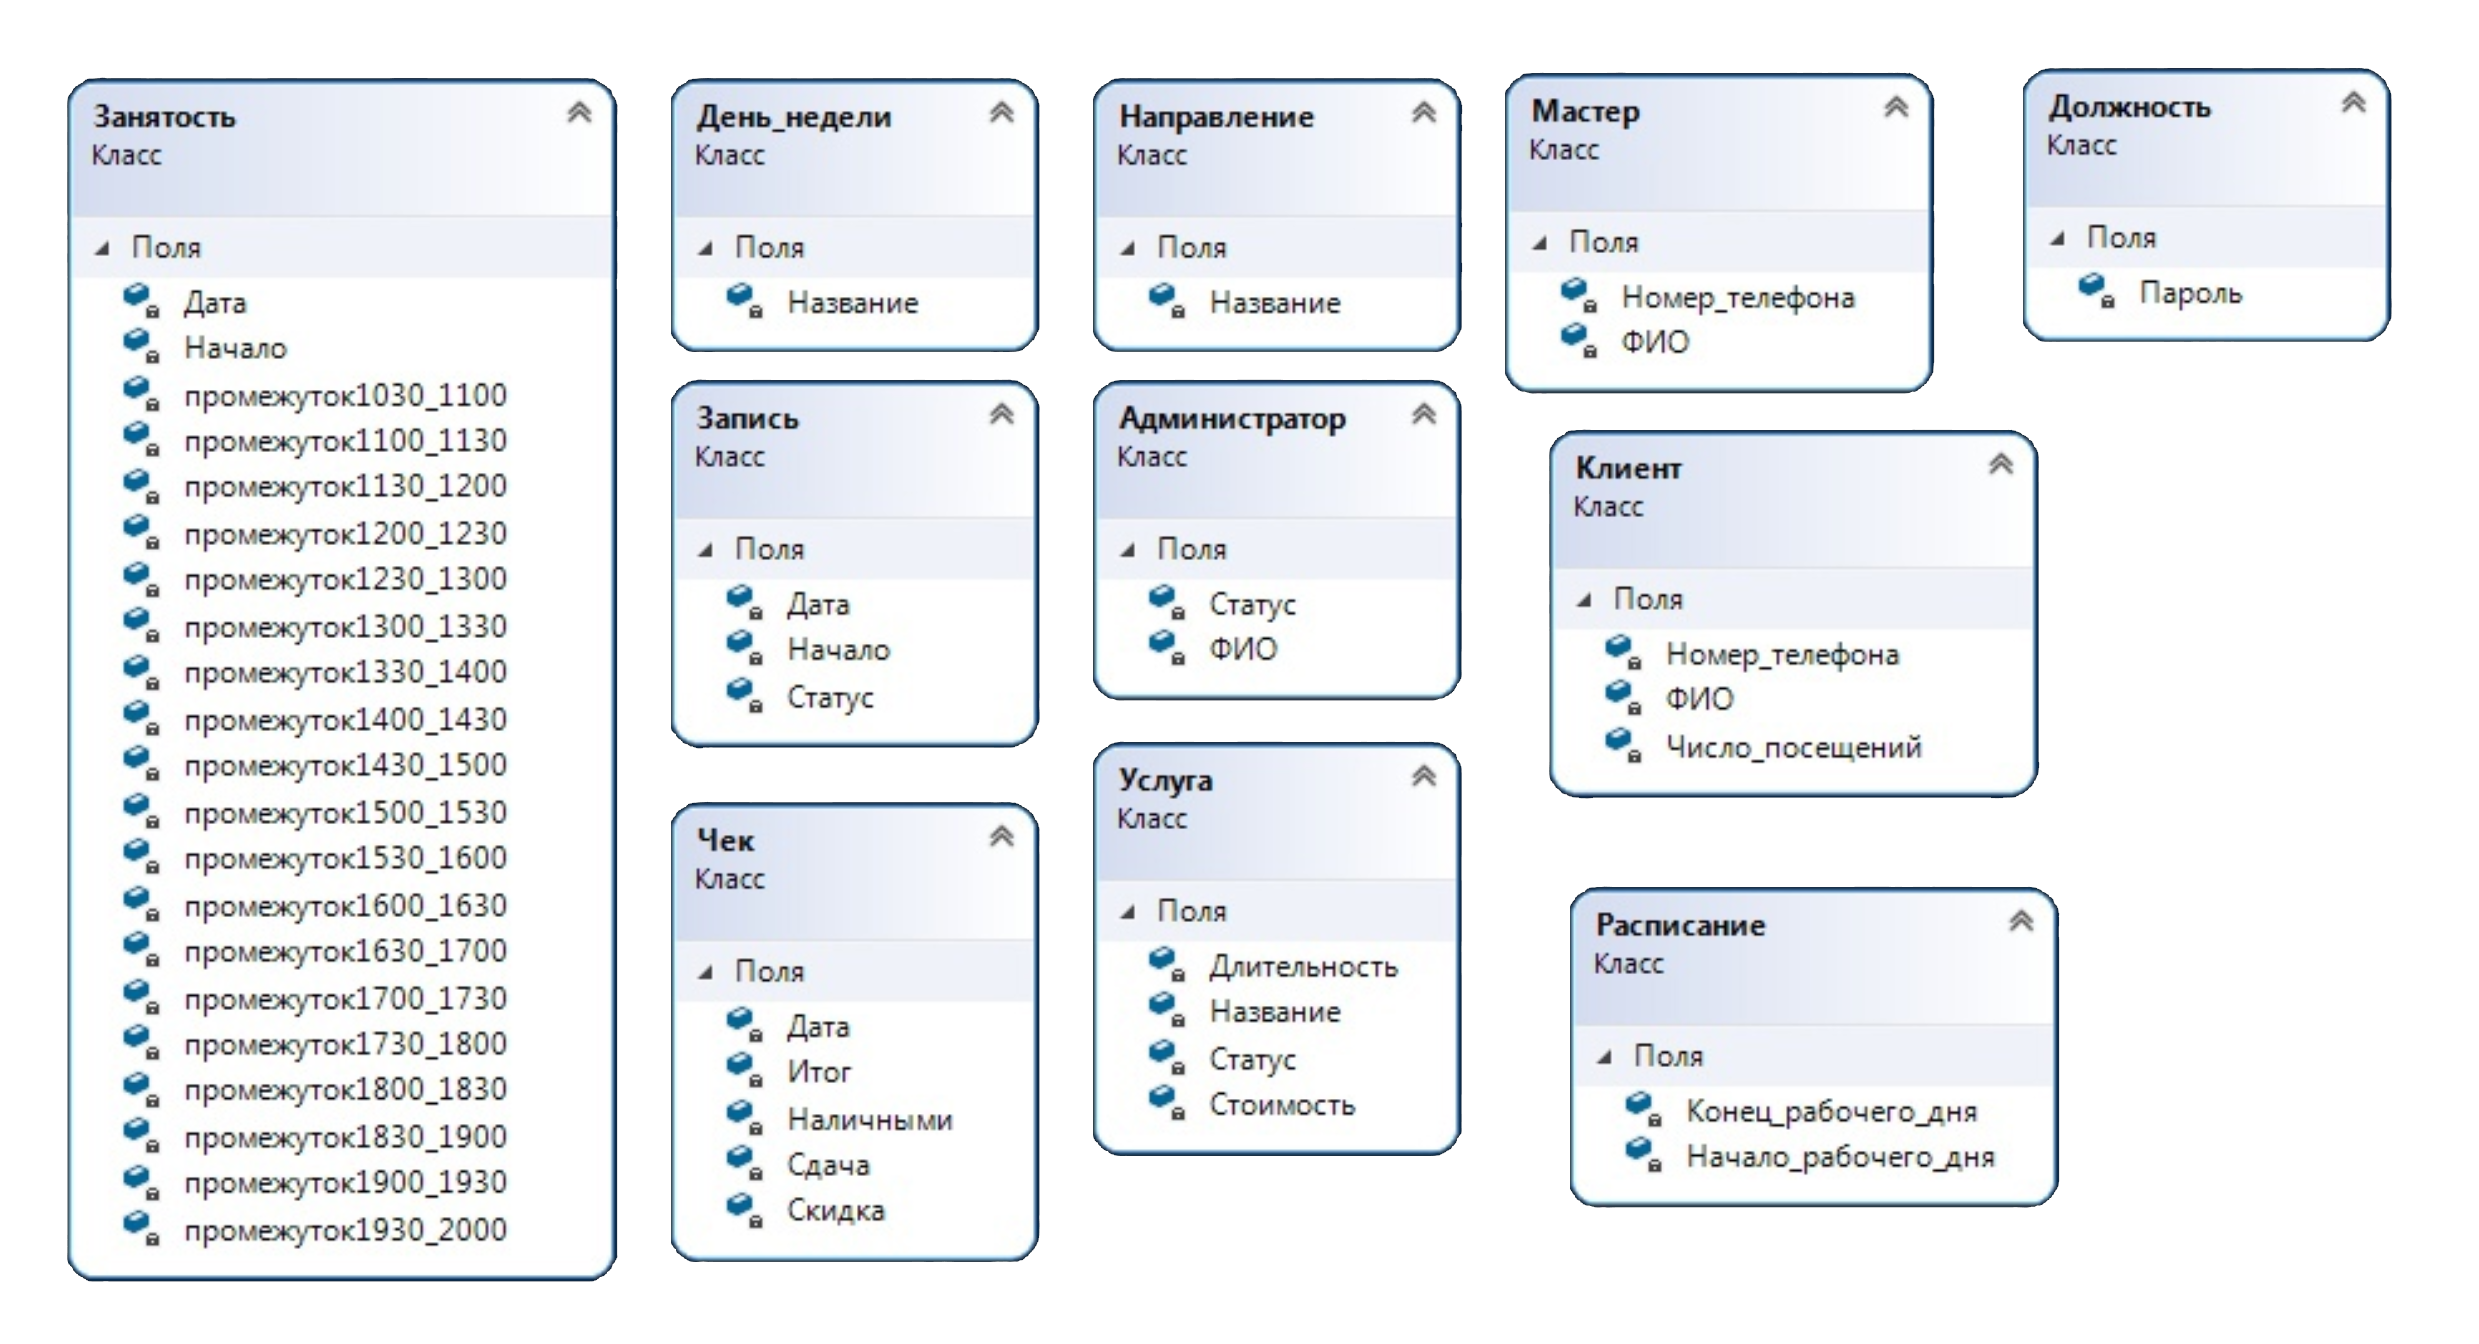 Занятость
Класс
Поля
Дата
Начало
промежуток1030_1100
промежуток1100_1130
промежуток1130_1200
промежуток1200_1230
промежуток1230_1300
промежуток1300_1330
промежуток1330_1400
промежуток1400_1430
промежуток1430_1500
промежуток1500_1530
промежуток1530_1600
промежуток1600_1630
промежуток1630_1700
промежуток1700_1730
промежуток1730_1800
промежуток1800_1830
промежуток1830_1900
промежуток1900_1930
промежуток1930_2000
День_недели
Класс
Поля
Название
Запись
Класс
Поля
Дата
Начало
Статус
Чек
Класс
Поля
Дата
Итог
Наличными
Сдача
Скидка
Направление
Класс
Поля
Название
Администратор
Класс
Поля
Статус
ФИО
Услуга
Класс
Поля
Длительность
Название
Статус
Стоимость
Мастер
Класс
Поля
Номер_телефона
ФИО
Клиент
Класс
Поля
Номер_телефона
ФИО
Число_посещений
Расписание
Класс
Поля
Конец_рабочего_дня
Начало_рабочего_дня
Должность
Класс
Поля
Пароль